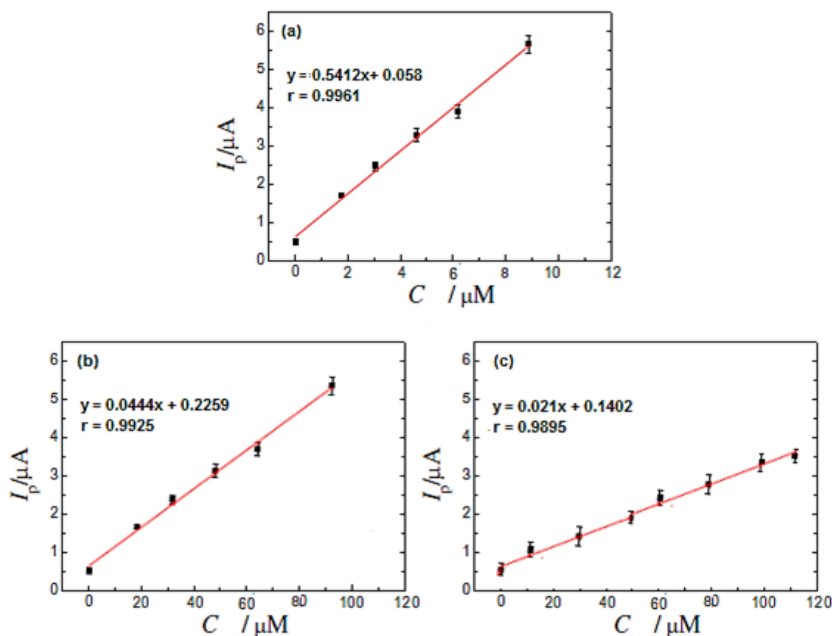 (a)
y = 0.5412x+ 0.058
r = 0.9961
Ip/μA
6
5
4
3
2
1
0
0 2 4 6 8 10 12
C /μM
(b)
y = 0.0444x + 0.2259
r = 0.9925
Ip/μA
6
5
4
3
2
1
0
0 20 40 60 80 100 120
C /μM
(c)
y = 0.021x + 0.1402
r = 0.9895
Ip/μA
6
5
4
3
2
1
0
0 20 40 60 80 100 120
C /μM